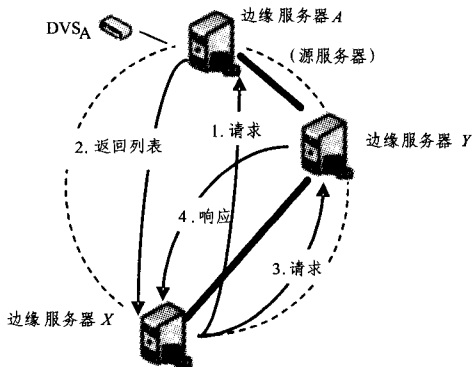 DVSA
边缘服务器 A
(源服务器)
1.请求
2.返回列表
边缘服务器 Y
4.响应
3.请求
边缘服务器 X